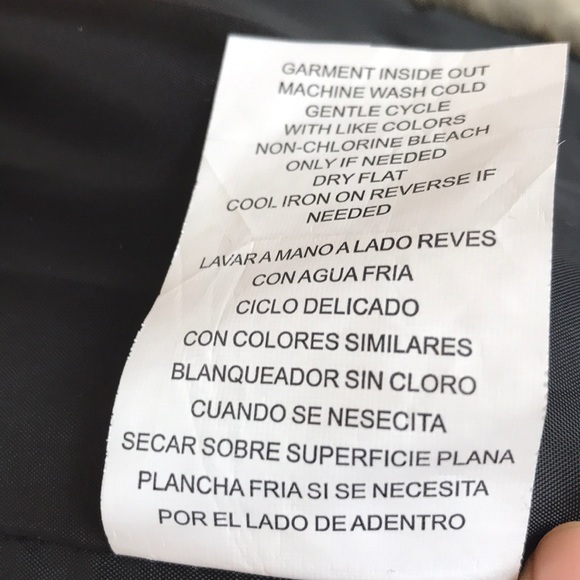 GARMENT INSIDE OUT
MACHINE WASH COLD
GENTLE CYCLE
WITH LIKE COLORS
NON-CHLORINE BLEACH
ONLY IF NEEDED
DRY FLAT
COOL IRON ON REVERSE IF
NEEDED
LAVAR A MANO A LADO REVES
CON AGUA FRIA
CICLO DELICADO
CON COLORES SIMILARES
BLANQUEADOR SIN CLORO
CUANDO SE NESECITA
SECAR SOBRE SUPERFICIE PLANA
PLANCHA FRIA SI SE NECESITA
POR EL LADO DE ADENTRO